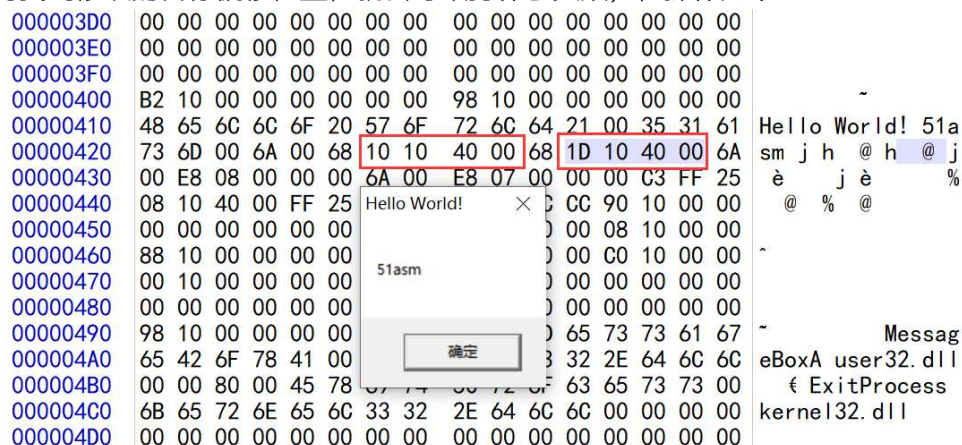 000003D0 00 00 00 00 00 00 00 00 00 00 00 00 00 00 00 00
000003E0 00 00 00 00 00 00 00 00 00 00 00 00 00 00 00 00
000003F0 00 00 00 00 00 00 00 00 00 00 00 00 00 00 00 00
00000400 B2 10 00 00 00 00 00 00 98 10 00 00 00 00 00 00 ~
00000410 48 65 6C 6C 6F 20 57 6F 72 6C 64 21 00 35 31 61 Hello World! 51a
00000420 73 6D 00 6A 00 68 10 10 40 00 68 1D 10 40 00 6A sm j h @ h @ j
00000430 00 E8 08 00 00 00 6A 00 E8 07 00 00 00 C3 FF 25 è j è %
00000440 08 10 40 00 FF 25 CC 90 10 00 00 @ % @
00000450 00 00 00 00 00 00 00 08 10 00 00
00000460 88 10 00 00 00 00 00 C0 10 00 00 ˆ
00000470 00 10 00 00 00 00 00 00 00 00 00
00000480 00 00 00 00 00 00 00 00 00 00 00
00000490 98 10 00 00 00 00 65 73 73 61 67 ~ Messag
000004A0 65 42 6F 78 41 00 32 2E 64 6C 6C eBoxA user32.dll
000004B0 00 00 80 00 45 78 63 65 73 73 00 € ExitProcess
000004C0 6B 65 72 6E 65 6C 33 32 2E 64 6C 6C 00 00 00 00 kernel32.dll
000004D0 00 00 00 00 00 00 00 00 00 00 00 00 00 00 00 00
Hello World!
51asm
确定